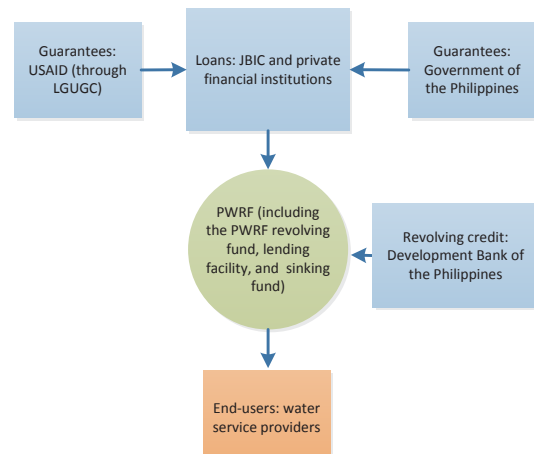 Guarantees:
USAID (through
LGUGC)
Loans: JBIC and private
financial institutions
Guarantees:
Government of
the Philippines
PWRF (including
the PWRF revolving
fund, lending
facility, and sinking
fund)
Revolving credit:
Development Bank of
the Philippines
End-users: water
service providers